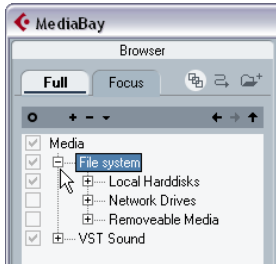 MediaBay
Browser
Full Focus
Media
File system
Local Harddisks
Network Drives
Removeable Media
VST Sound